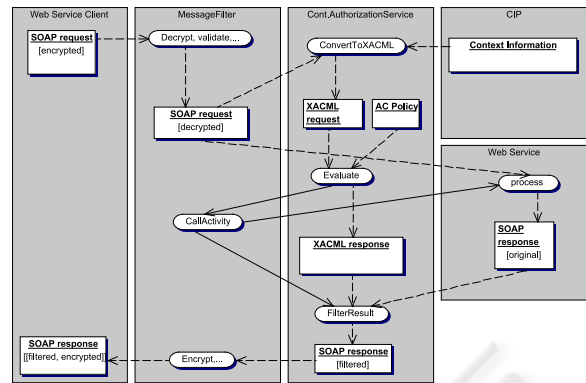 Web Service Client
MessageFilter
Cont.AuthorizationService
CIP
SOAP request
[encrypted]
Decrypt, validate,...
ConvertToXACML
Context Information
SOAP request
[decrypted]
XACML
request
AC Policy
Web Service
Evaluate
process
CallActivity
SOAP
response
[original]
XACML response
FilterResult
SOAP response
[[filtered, encrypted]]
Encrypt,...
SOAP response
[filtered]